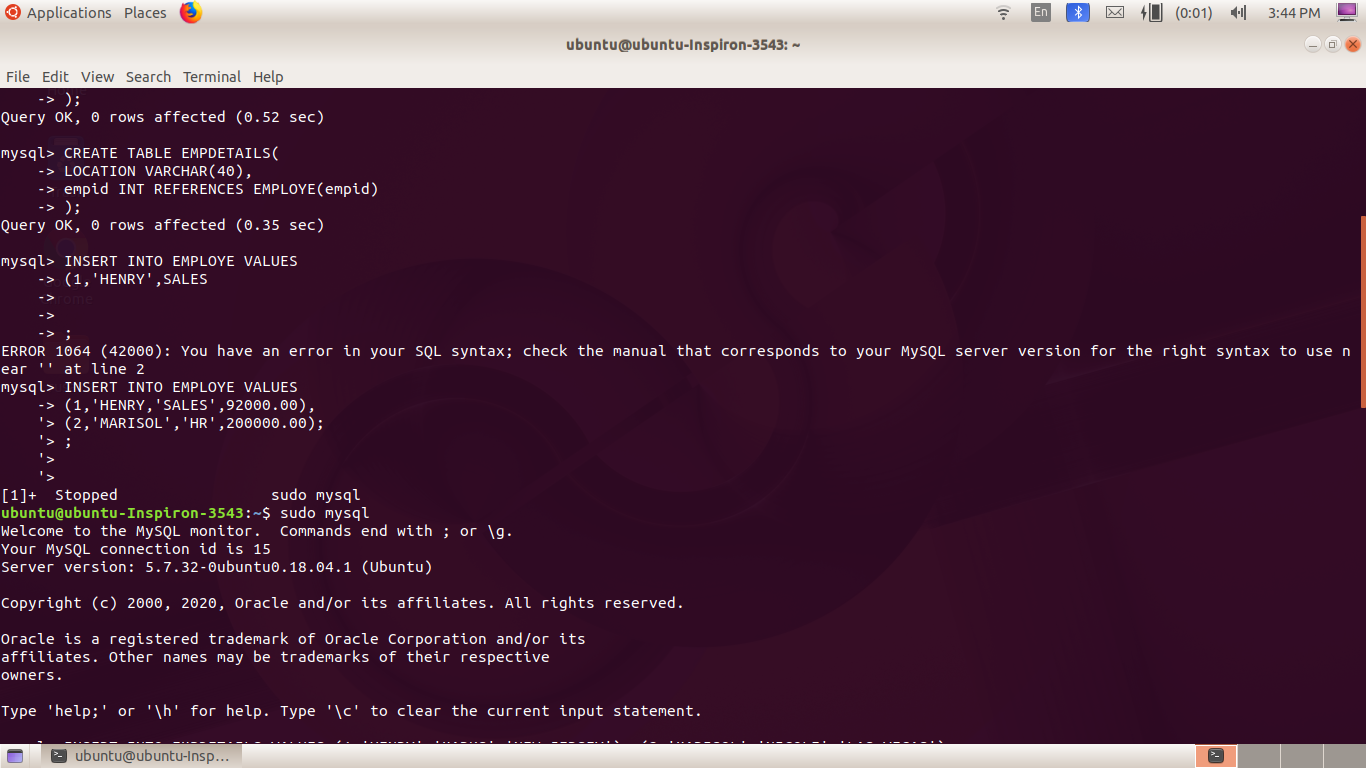 Applications Places En (0:01) 3:44 PM
ubuntu@ubuntu-Inspiron-3543: ~
File Edit View Search Terminal Help
-> );
Query OK, 0 rows affected (0.52 sec)
mysql> CREATE TABLE EMPDETAILS(
-> LOCATION VARCHAR(40),
-> empid INT REFERENCES EMPLOYE(empid)
-> );
Query OK, 0 rows affected (0.35 sec)
mysql> INSERT INTO EMPLOYE VALUES
-> (1,'HENRY',SALES
->
->
-> ;
ERROR 1064 (42000): You have an error in your SQL syntax; check the manual that corresponds to your MySQL server version for the right syntax to use n
ear '' at line 2
mysql> INSERT INTO EMPLOYE VALUES
-> (1,'HENRY,'SALES',92000.00),
'> (2,'MARISOL','HR',200000.00);
'> ;
'>
'>
[1]+  Stopped                 sudo mysql
ubuntu@ubuntu-Inspiron-3543:~$ sudo mysql
Welcome to the MySQL monitor.  Commands end with ; or \g.
Your MySQL connection id is 15
Server version: 5.7.32-0ubuntu0.18.04.1 (Ubuntu)
Copyright (c) 2000, 2020, Oracle and/or its affiliates. All rights reserved.
Oracle is a registered trademark of Oracle Corporation and/or its
affiliates. Other names may be trademarks of their respective
owners.
Type 'help;' or '\h' for help. Type '\c' to clear the current input statement.
ubuntu@ubuntu-Insp...